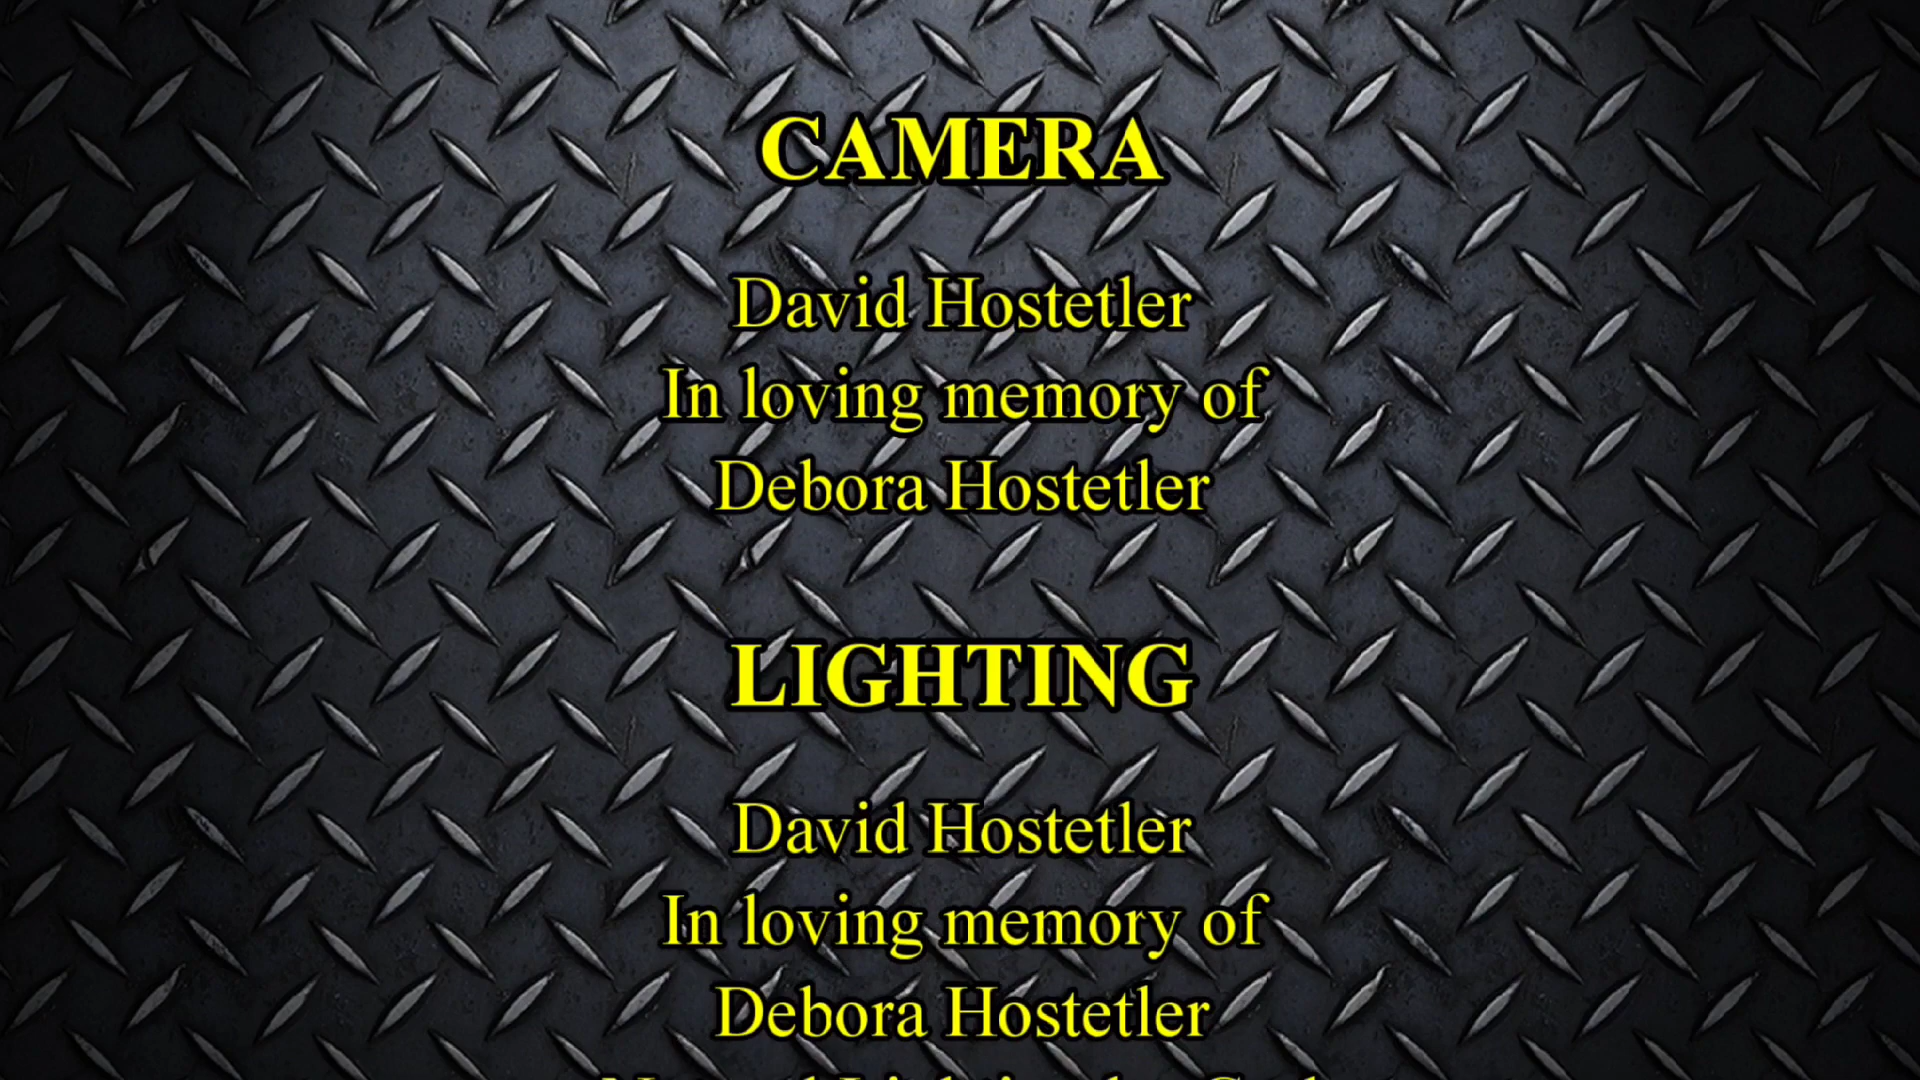 CAMERA
David Hostetler
In loving memory of
Debora Hostetler
LIGHTING
David Hostetler
In loving memory of
Debora Hostetler